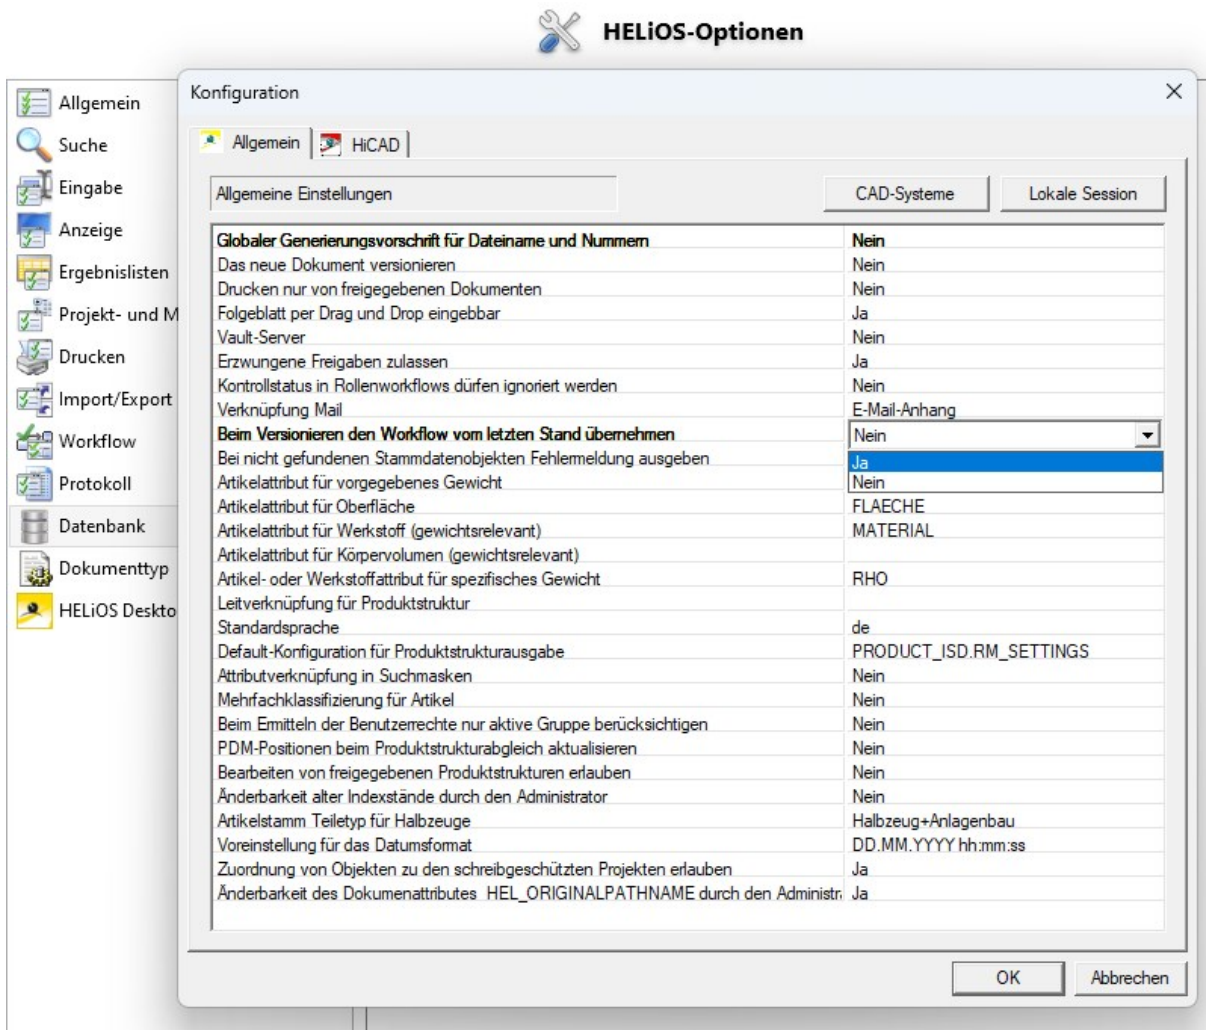 HELiOS-Optionen
Allgemein
Suche
Eingabe
Anzeige
Ergebnislisten
Projekt- und M
Drucken
Import/Export
Workflow
Protokoll
Datenbank
Dokumenttyp
HELiOS Deskto
Konfiguration
Allgemein HiCAD
Allgemeine Einstellungen CAD-Systeme Lokale Session
Globaler Generierungsvorschrift für Dateiname und Nummern Nein
Das neue Dokument versionieren Nein
Drucken nur von freigegebenen Dokumenten Nein
Folgeblatt per Drag und Drop eingebbar Ja
Vault-Server Nein
Erzwungene Freigaben zulassen Ja
Kontrollstatus in Rollenworkflows dürfen ignoriert werden Nein
Verknüpfung Mail E-Mail-Anhang
Beim Versionieren den Workflow vom letzten Stand übernehmen Nein
Bei nicht gefundenen Stammdatenobjekten Fehlermeldung ausgeben Ja
Artikelattribut für vorgegebenes Gewicht Nein
Artikelattribut für Oberfläche FLAECHE
Artikelattribut für Werkstoff (gewichtsrelevant) MATERIAL
Artikelattribut für Körpervolumen (gewichtsrelevant)
Artikel- oder Werkstoffattribut für spezifisches Gewicht RHO
Leitverknüpfung für Produktstruktur
Standardsprache de
Default-Konfiguration für Produktstrukturausgabe PRODUCT_ISD.RM_SETTINGS
Attributverknüpfung in Suchmasken Nein
Mehrfachklassifizierung für Artikel Nein
Beim Ermitteln der Benutzerrechte nur aktive Gruppe berücksichtigen Nein
PDM-Positionen beim Produktstrukturabgleich aktualisieren Nein
Bearbeiten von freigegebenen Produktstrukturen erlauben Nein
Änderbarkeit alter Indexstände durch den Administrator Nein
Artikelstamm Teiletyp für Halbzeuge Halbzeug+Anlagenbau
Voreinstellung für das Datumsformat DD.MM.YYYY hh:mm:ss
Zuordnung von Objekten zu den schreibgeschützten Projekten erlauben Ja
Änderbarkeit des Dokumenattributes HEL_ORIGINALPATHNAME durch den Administra Ja
OK Abbrechen